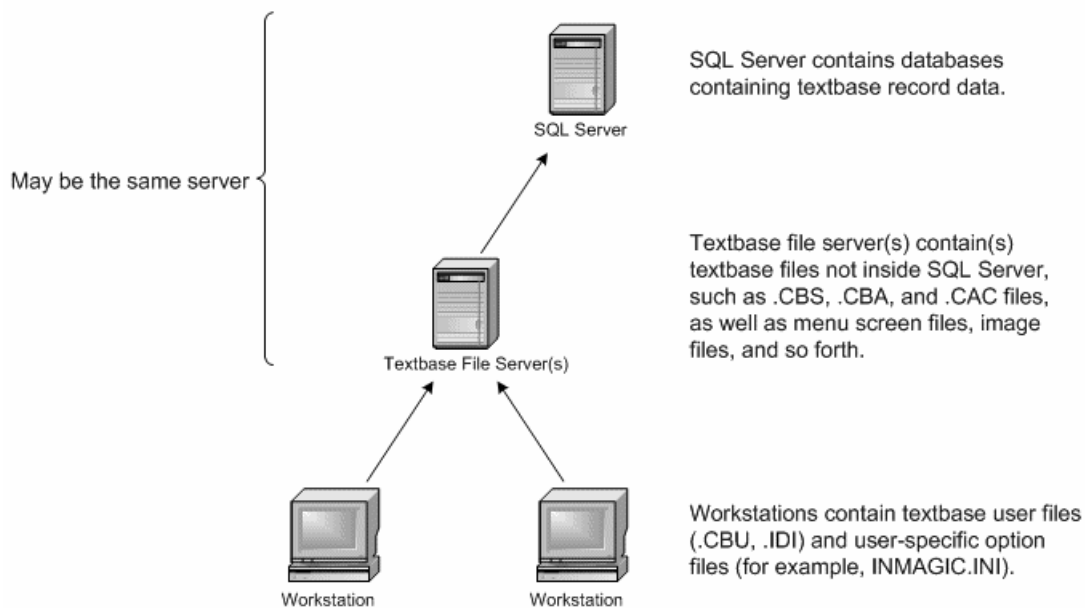 SQL Server contains databases
containing textbase record data.
SQL Server
May be the same server
Textbase file server(s) contain(s)
textbase files not inside SQL Server,
such as .CBS, .CBA, and .CAC files,
as well as menu screen files, image
files, and so forth.
Textbase File Server(s)
Workstations contain textbase user files
(.CBU, .IDI) and user-specific option
files (for example, INMAGIC.INI).
Workstation
Workstation